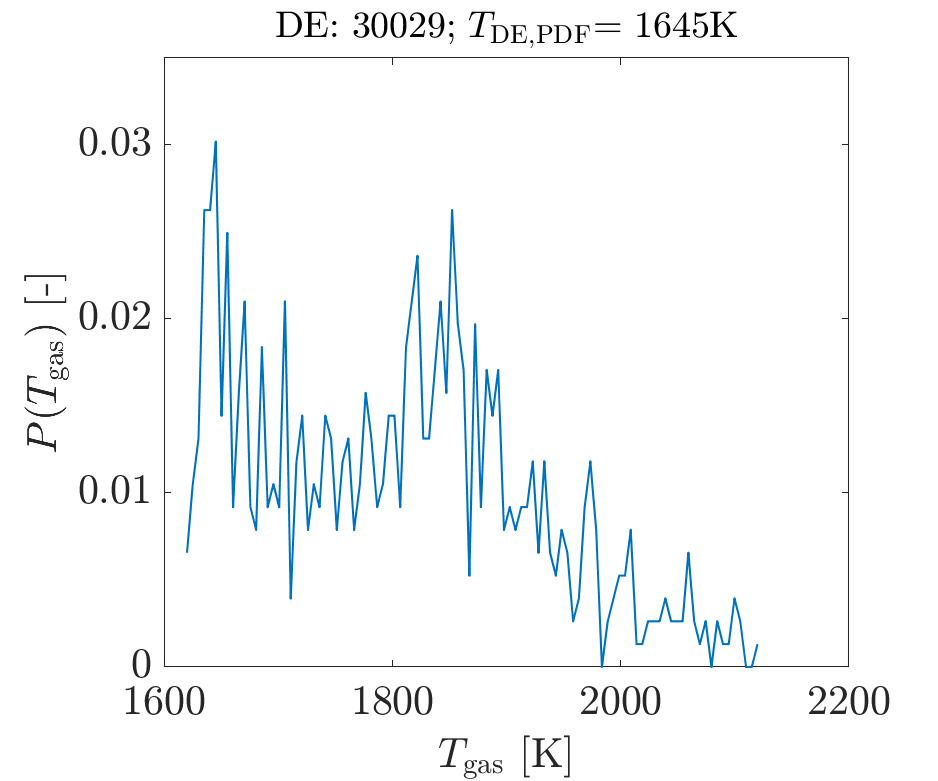 DE: 30029; T_DE,PDF= 1645K
0.03
0.02
0.01
0
1600 1800 2000 2200
P(T_gas) [-]
T_gas [K]